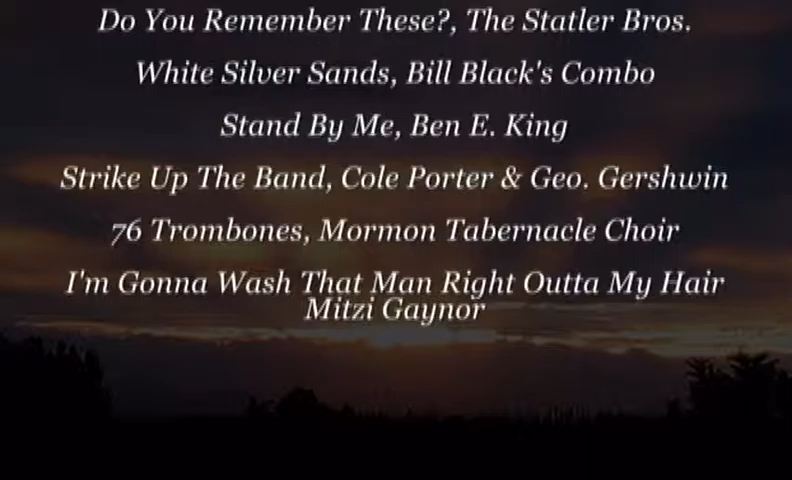 Do You Remember These?, The Statler Bros.
White Silver Sands, Bill Black's Combo
Stand By Me, Ben E. King
Strike Up The Band, Cole Porter & Geo. Gershwin
76 Trombones, Mormon Tabernacle Choir
I'm Gonna Wash That Man Right Outta My Hair
Mitzi Gaynor